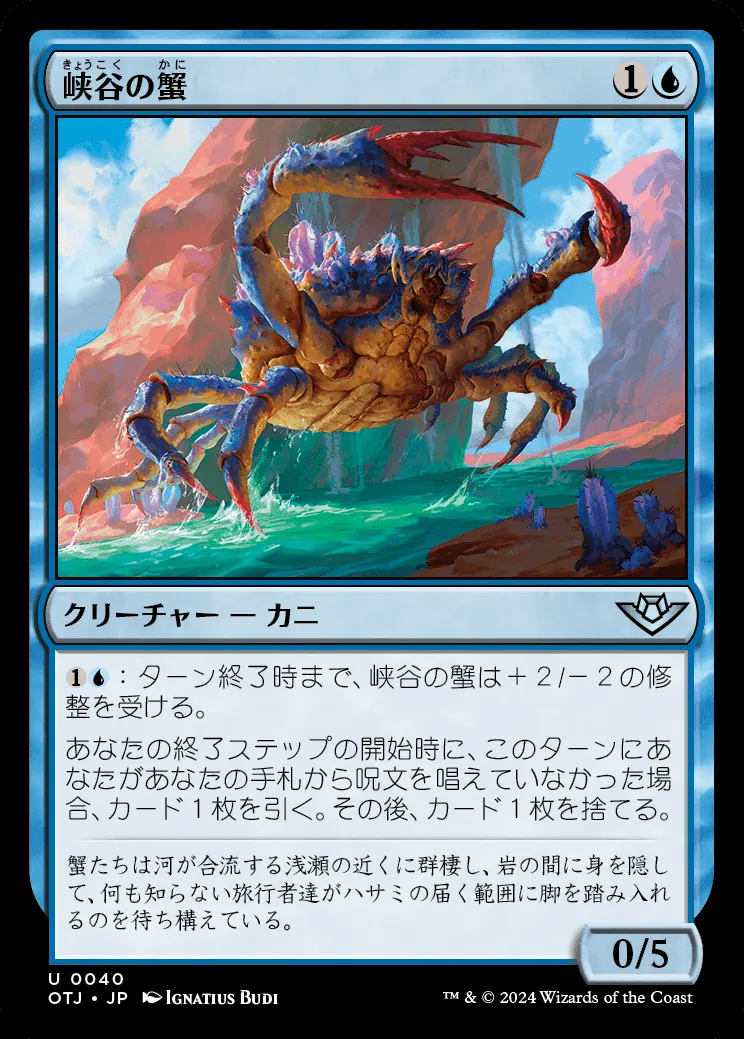 きょうこく かに
峡谷の蟹 1
クリーチャー — カニ
1：ターン終了時まで、峡谷の蟹は＋２/－２の修
整を受ける。
あなたの終了ステップの開始時に、このターンにあ
なたがあなたの手札から呪文を唱えていなかった場
合、カード１枚を引く。その後、カード１枚を捨てる。
蟹たちは河が合流する浅瀬の近くに群棲し、岩の間に身を隠し
て、何も知らない旅行者達がハサミの届く範囲に脚を踏み入れ
るのを待ち構えている。
0/5
U 0040
OTJ • JP Ignatius Budi
™ & © 2024 Wizards of the Coast